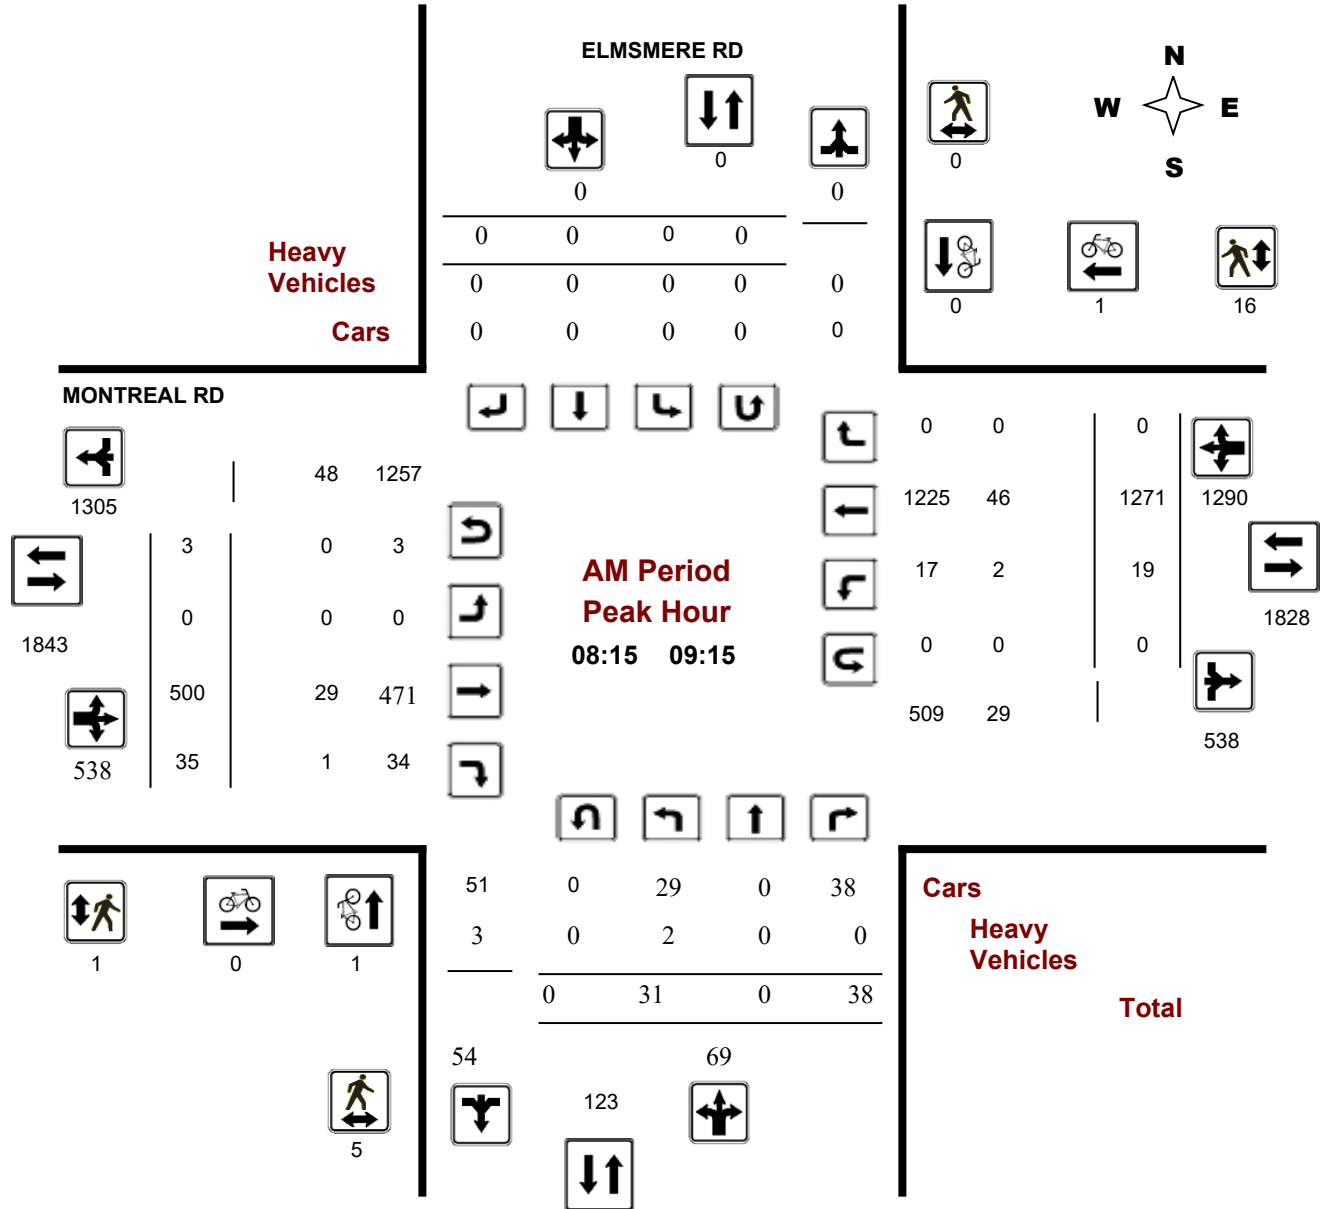 ELMSMERE RD
N
W E
S
0
0
0 0
0 0 0 0
Heavy
Vehicles
0 0 0 0 0
0 1 16
Cars
0 0 0 0 0
MONTREAL RD
0 0 0
48 1257
1305
1225 46 1271 1290
3 0 3
AM Period
17 2 19
Peak Hour
0 0 0
1843
1828
08:15 09:15
0 0 0
500 29 471
509 29
538
538 35 1 34
51 0 29 0 38
Cars
3 0 2 0 0
Heavy
Vehicles
1 0 1
0 31 0 38
Total
54 69
123
5